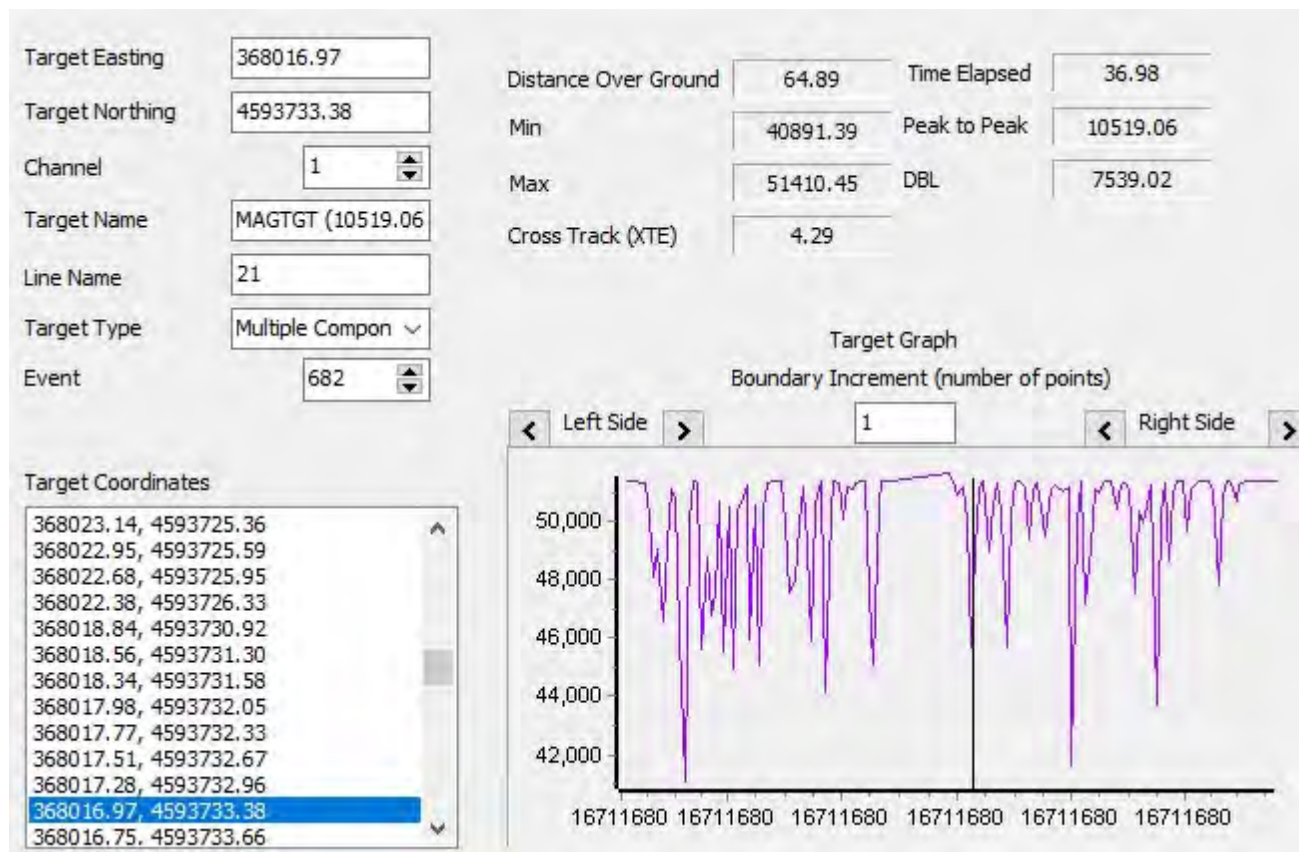 Target Easting 368016.97
Target Northing 4593733.38
Channel 1
Target Name MAGTGT (10519.06
Line Name 21
Target Type Multiple Compon
Event 682
Distance Over Ground 64.89 Time Elapsed 36.98
Min 40891.39 Peak to Peak 10519.06
Max 51410.45 DBL 7539.02
Cross Track (XTE) 4.29
Target Graph
Boundary Increment (number of points)
< Left Side > 1 < Right Side >
Target Coordinates
368023.14, 4593725.36
368022.95, 4593725.59
368022.68, 4593725.95
368022.38, 4593726.33
368018.84, 4593730.92
368018.56, 4593731.30
368018.34, 4593731.58
368017.98, 4593732.05
368017.77, 4593732.33
368017.51, 4593732.67
368017.28, 4593732.96
368016.97, 4593733.38
368016.75, 4593733.66
50,000
48,000
46,000
44,000
42,000
16711680 16711680 16711680 16711680 16711680 16711680